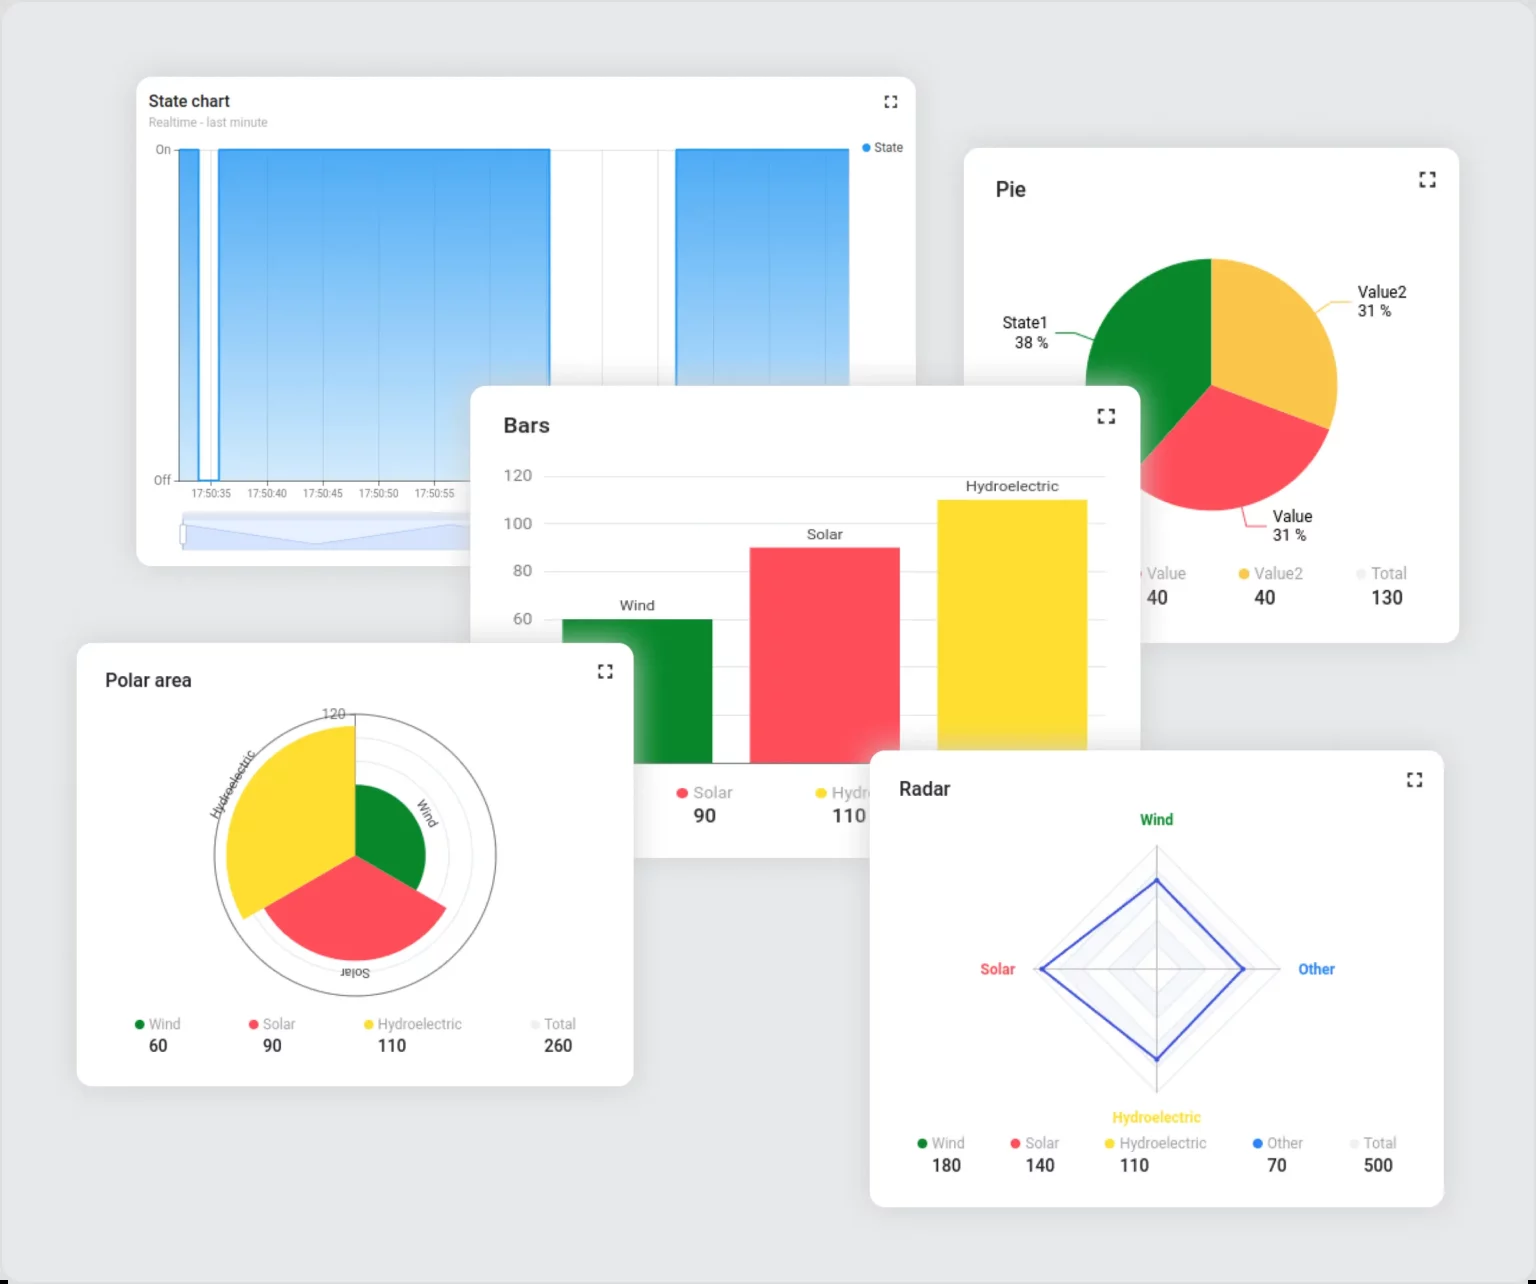 State chart
Realtime - last minute
On
State
Off
17:50:35 17:50:40 17:50:45 17:50:50 17:50:55
Pie
Value2
31 %
State1
38 %
Value
31 %
Value Value2 Total
40 40 130
Bars
120
Hydroelectric
100
Solar
80
Wind
60
Solar Hydr
90 110
Polar area
120
Hydroelectric
Wind
Solar
Wind Solar Hydroelectric Total
60 90 110 260
Radar
Wind
Solar Other
Hydroelectric
Wind Solar Hydroelectric Other Total
180 140 110 70 500